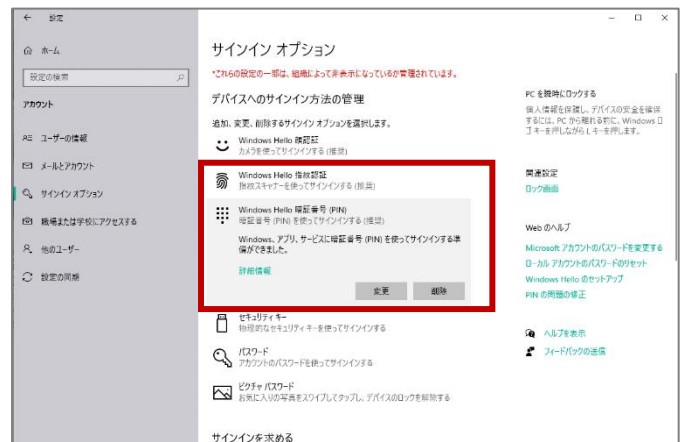 設定
ホーム
設定の検索
アカウント
ユーザーの情報
メールとアカウント
サインイン オプション
職場または学校にアクセスする
他のユーザー
設定の同期
サインイン オプション
*これらの設定の一部は、組織によって非表示になっているか管理されています。
デバイスへのサインイン方法の管理
追加、変更、削除するサインイン オプションを選択します。
Windows Hello 顔認証
カメラを使ってサインインする (推奨)
Windows Hello 指紋認証
指紋スキャナーを使ってサインインする (推奨)
Windows Hello 暗証番号 (PIN)
暗証番号 (PIN) を使ってサインインする (推奨)
Windows、アプリ、サービスに暗証番号 (PIN) を使ってサインインする準
備ができました。
詳細情報
変更
削除
セキュリティ キー
物理的なセキュリティ キーを使ってサインインする
パスワード
アカウントのパスワードを使ってサインインする
ピクチャ パスワード
お気に入りの写真をスワイプしてタップし、デバイスのロックを解除する
サインインを求める
PC を瞬時にロックする
個人情報を保護し、デバイスの安全を確保
するには、PC から離れる前に、Windows ロ
ゴ キーを押しながら L キーを押します。
関連設定
ロック画面
Web のヘルプ
Microsoft アカウントのパスワードを変更する
ローカル アカウントのパスワードのリセット
Windows Hello のセットアップ
PIN の問題の修正
ヘルプを表示
フィードバックの送信